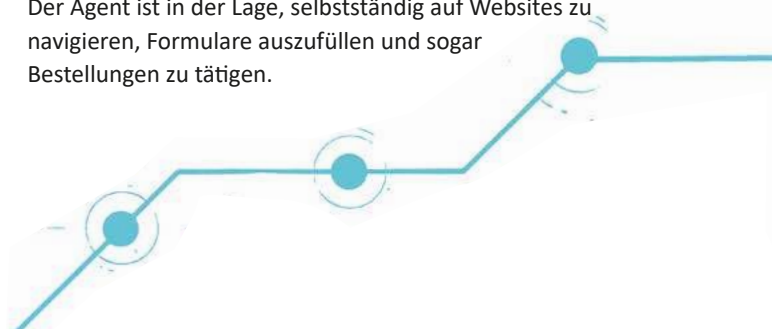 Der Agent ist in der Lage, selbstständig auf Websites zu
navigieren, Formulare auszufüllen und sogar
Bestellungen zu tätigen.